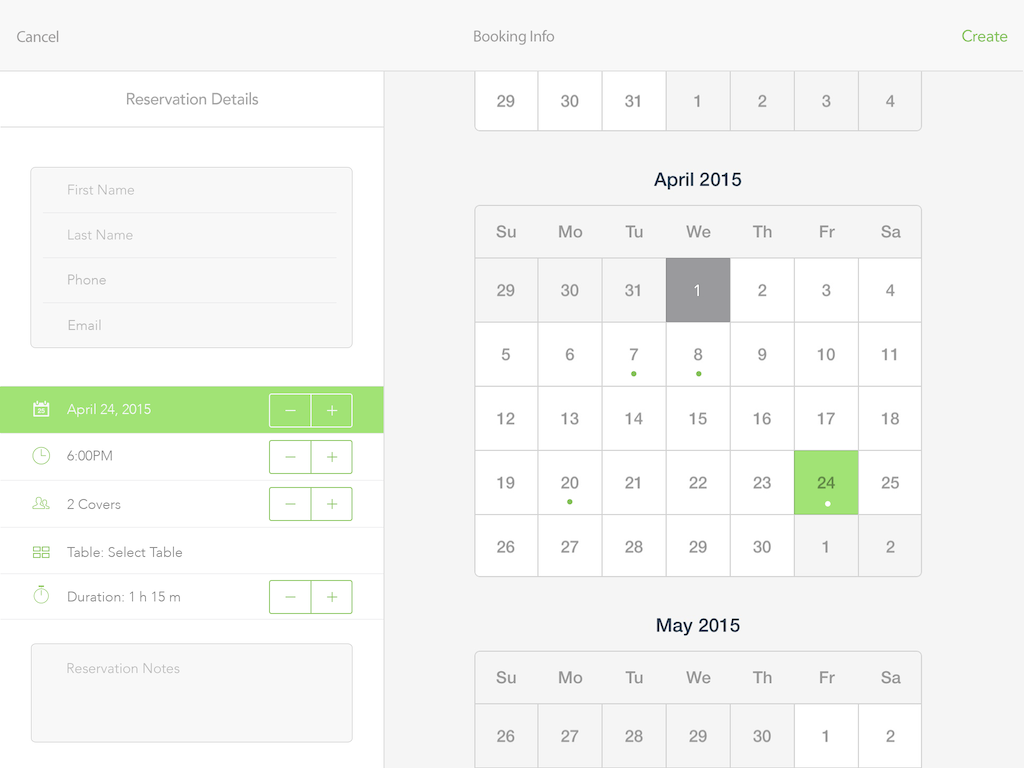 Cancel
Booking Info
Create
Reservation Details
First Name
Last Name
Phone
Email
April 24, 2015
− +
6:00PM
− +
2 Covers
− +
Table: Select Table
Duration: 1 h 15 m
− +
Reservation Notes
29 30 31 1 2 3 4
April 2015
Su Mo Tu We Th Fr Sa
29 30 31 1 2 3 4
5 6 7 8 9 10 11
12 13 14 15 16 17 18
19 20 21 22 23 24 25
26 27 28 29 30 1 2
May 2015
Su Mo Tu We Th Fr Sa
26 27 28 29 30 1 2